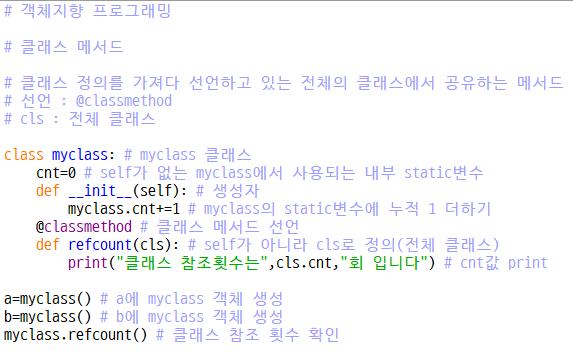 # 객체지향 프로그래밍
# 클래스 메서드
# 클래스 정의를 가져다 선언하고 있는 전체의 클래스에서 공유하는 메서드
# 선언 : @classmethod
# cls : 전체 클래스
class myclass: # myclass 클래스
    cnt=0 # self가 없는 myclass에서 사용되는 내부 static변수
    def __init__(self): # 생성자
        myclass.cnt+=1 # myclass의 static변수에 누적 1 더하기
    @classmethod # 클래스 메서드 선언
    def refcount(cls): # self가 아니라 cls로 정의(전체 클래스)
        print("클래스 참조횟수는",cls.cnt,"회 입니다") # cnt값 print
a=myclass() # a에 myclass 객체 생성
b=myclass() # b에 myclass 객체 생성
myclass.refcount() # 클래스 참조 횟수 확인